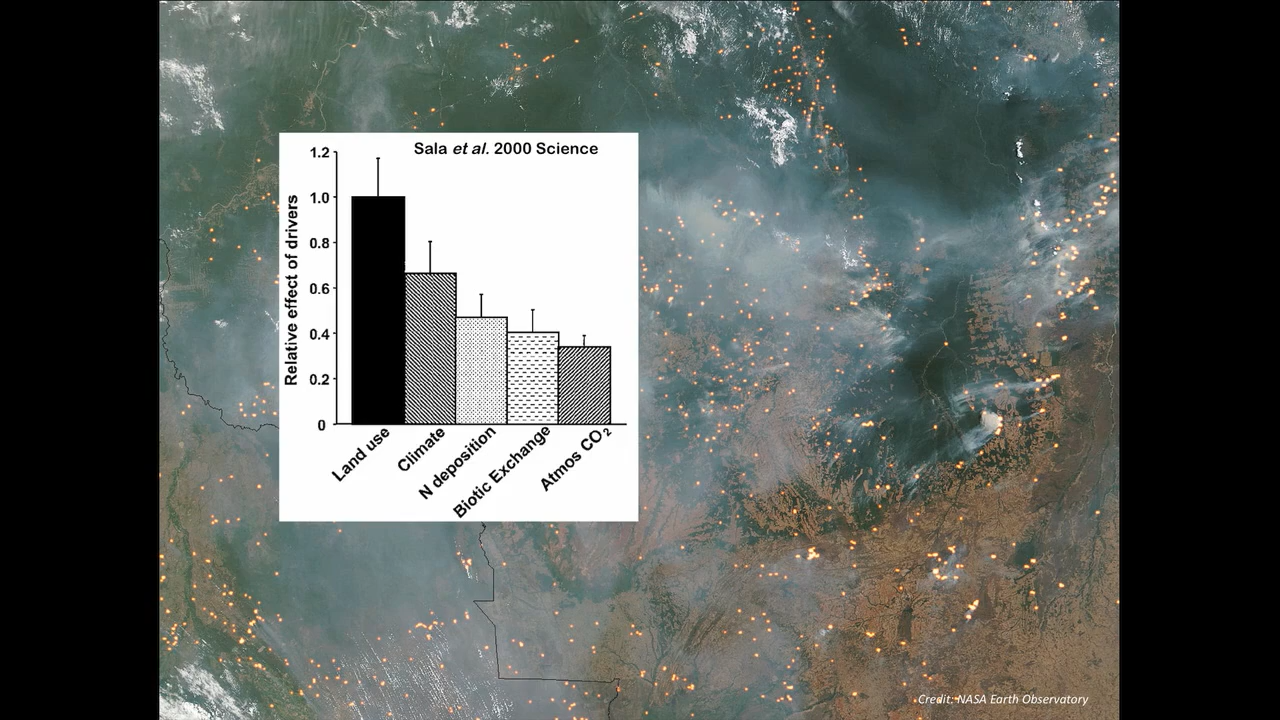 Sala et al. 2000 Science
Relative effect of drivers
1.2
1.0
0.8
0.6
0.4
0.2
0
Land use
Climate
N deposition
Biotic Exchange
Atmos CO₂
Credit: NASA Earth Observatory